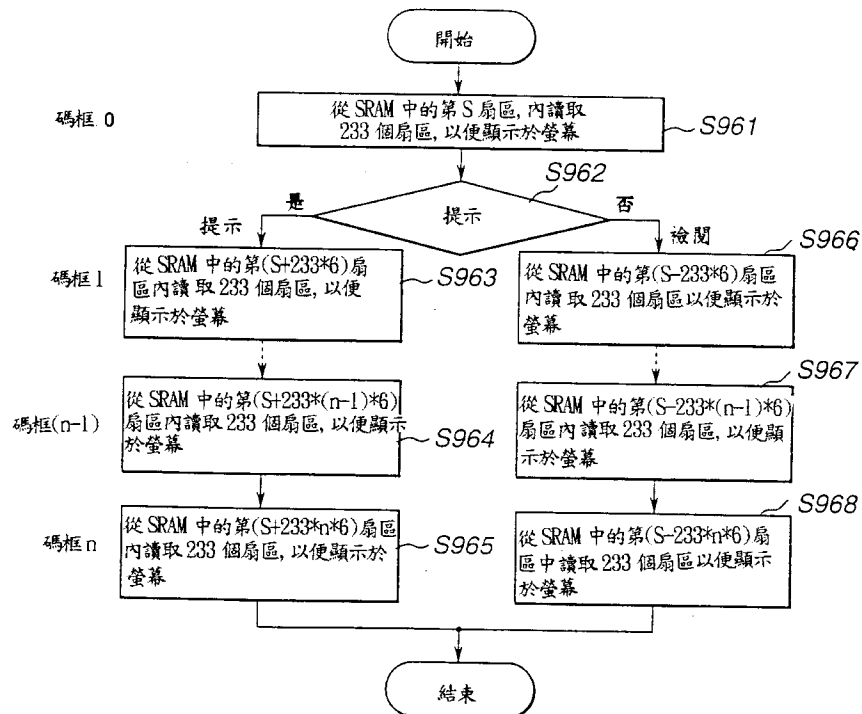 開始
碼框 0
從 SRAM 中的第 S 扇區, 內讀取
233 個扇區, 以便顯示於螢幕
S961
S962
提示
是
否
提示
檢閱
碼框 1
從 SRAM 中的第(S+233*6)扇
區內讀取 233 個扇區, 以便
顯示於螢幕
S963
S966
從 SRAM 中的第(S-233*6)扇區
內讀取 233 個扇區以便顯示
於螢幕
碼框(n-1)
從 SRAM 中的第(S+233*(n-1)*6)
扇區內讀取 233 個扇區, 以便顯示
於螢幕
S964
S967
從 SRAM 中的第(S-233*(n-1)*6)
扇區內讀取 233 個扇區, 以便顯
示於螢幕
碼框 n
從 SRAM 中的第(S+233*n*6)扇區
內讀取 233 個扇區, 以便顯示於
螢幕
S965
S968
從 SRAM 中的第(S-233*n*6)扇
區中讀取 233 個扇區以便顯示
於螢幕
結束